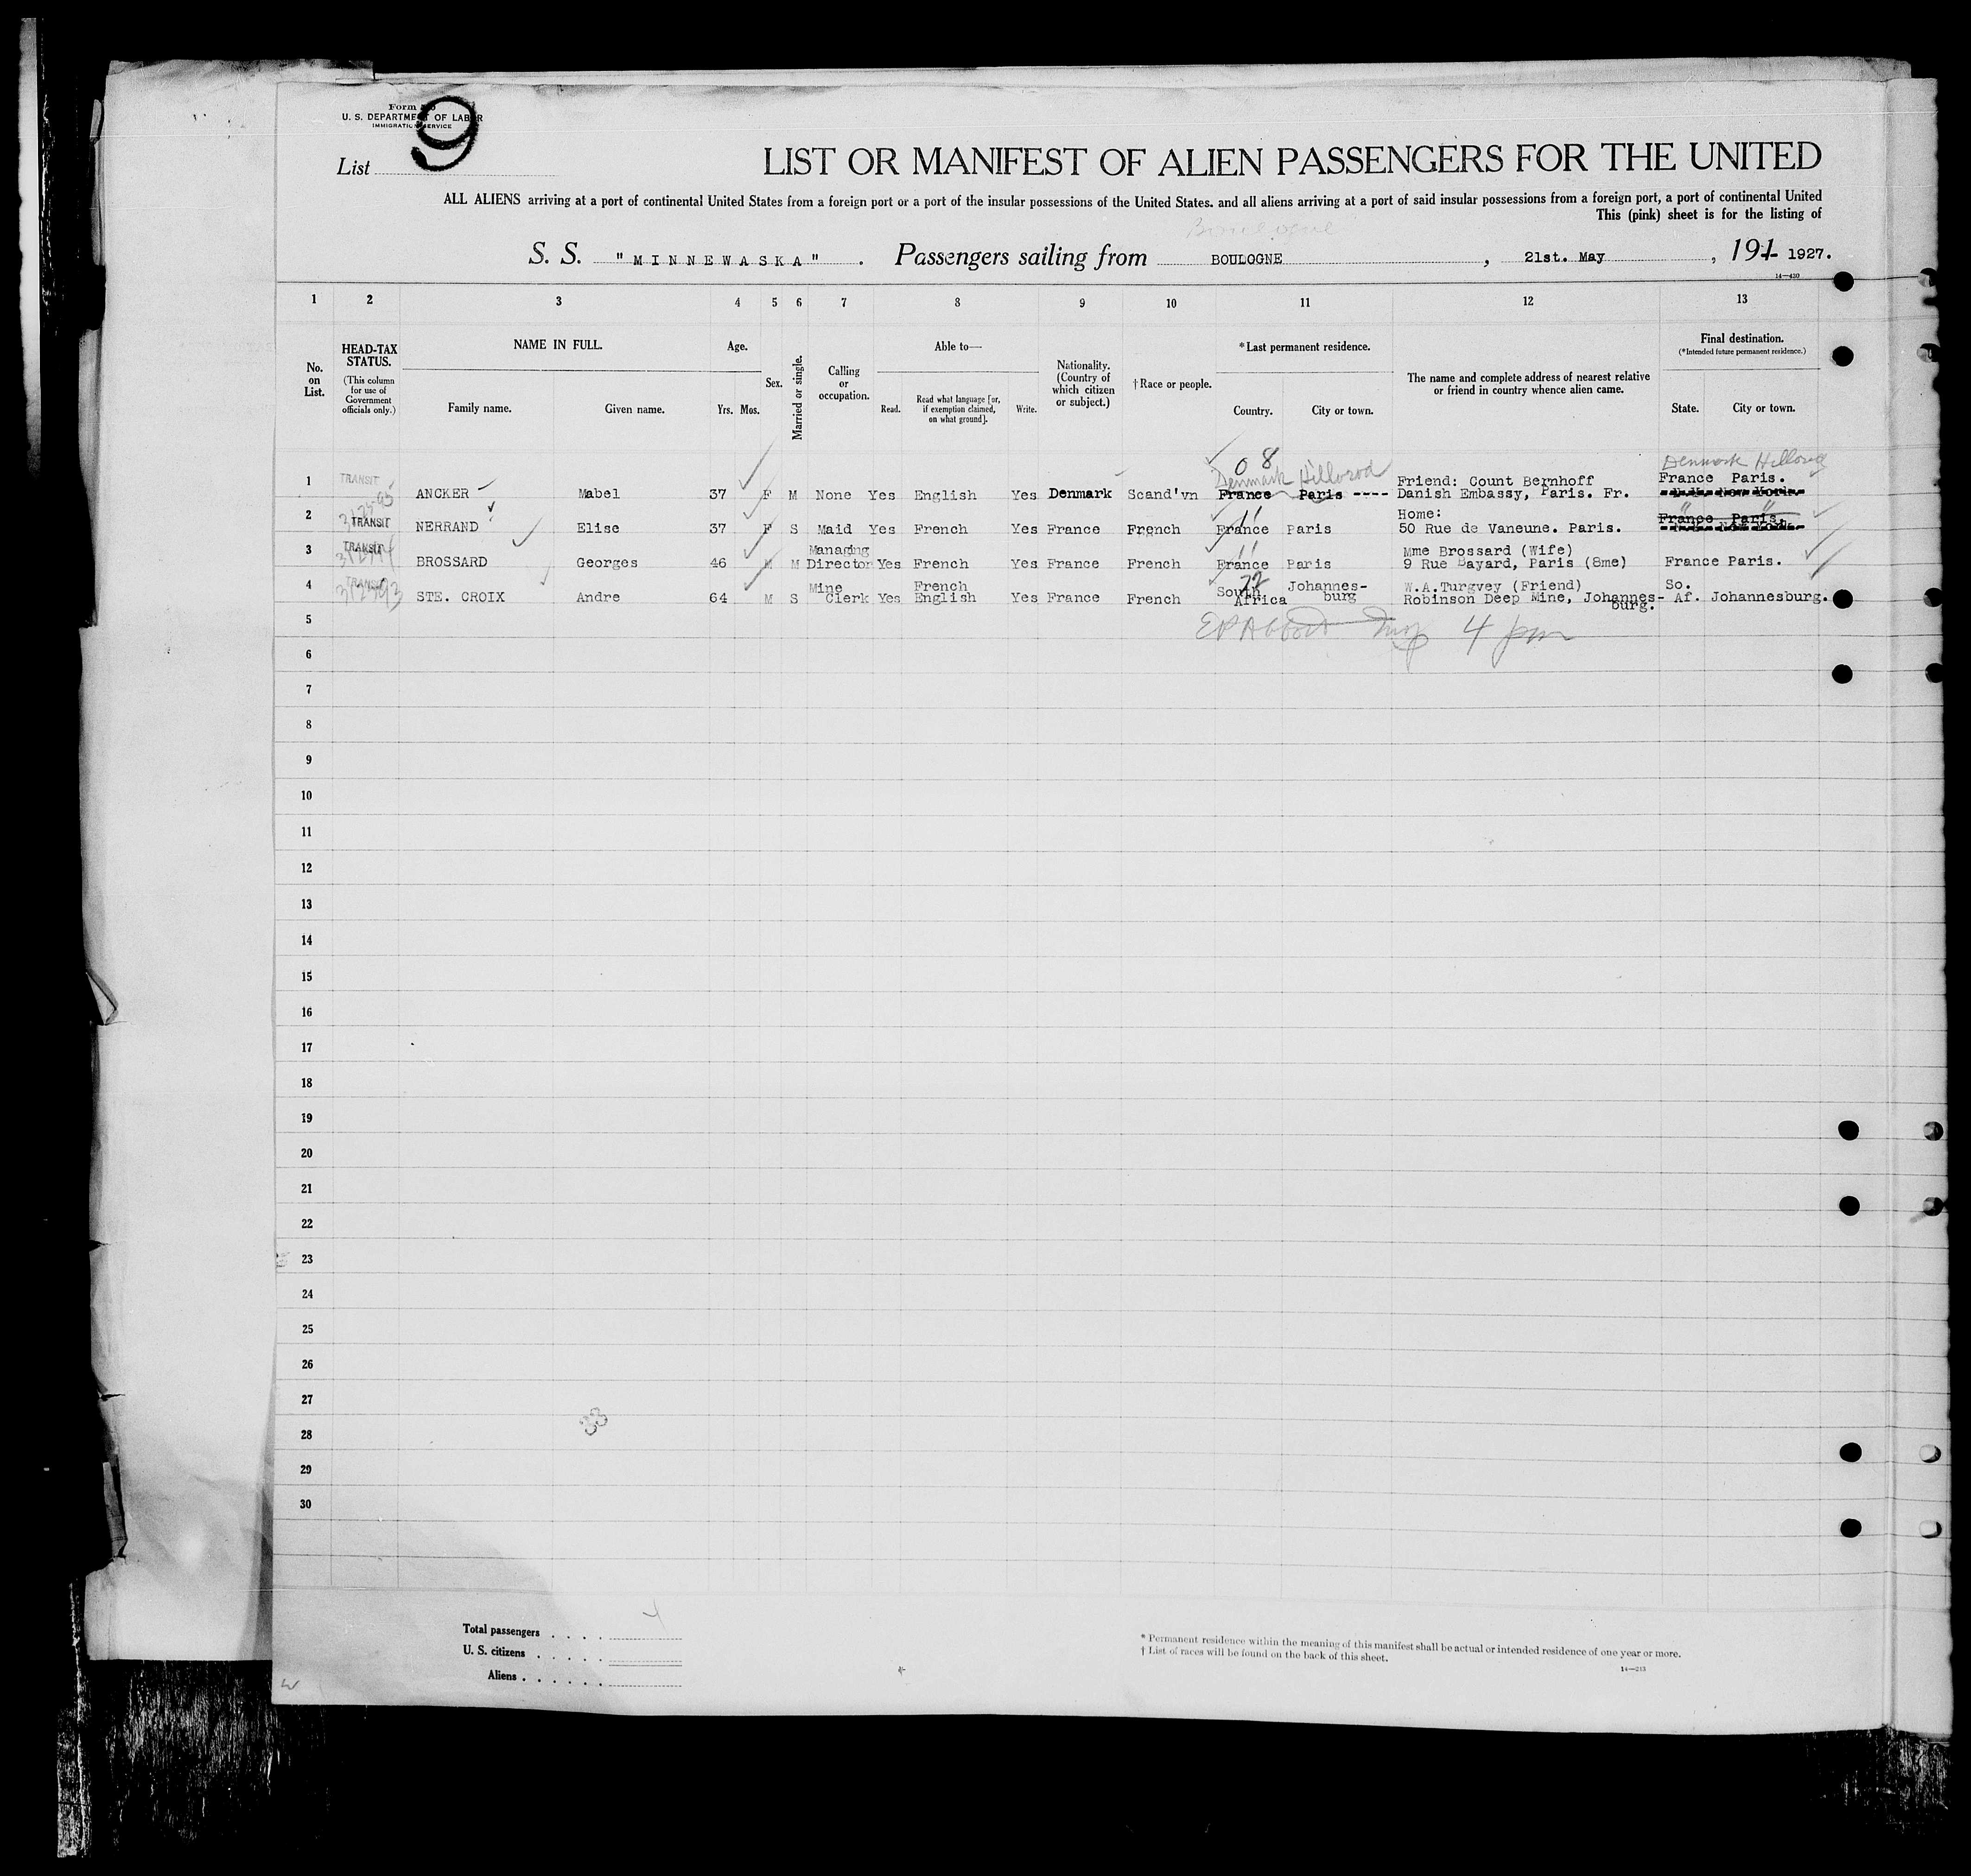 Form
U. S. DEPARTMENT OF LABOR
IMMIGRATION SERVICE
9
List
LIST OR MANIFEST OF ALIEN PASSENGERS FOR THE UNITED
ALL ALIENS arriving at a port of continental United States from a foreign port or a port of the insular possessions of the United States, and all aliens arriving at a port of said insular possessions from a foreign port, a port of continental United
This (pink) sheet is for the listing of
Boulogne
S. S. "MINNEWASKA". Passengers sailing from BOULOGNE, 21st. May, 191 1927.
14—430
1 2 3 4 5 6 7 8 9 10 11 12 13
No. on List.
HEAD-TAX STATUS.
(This column for use of Government officials only.)
NAME IN FULL.
Family name. Given name.
Age.
Yrs. Mos.
Sex.
Married or single.
Calling or occupation.
Able to—
Read. Read what language [or, if exemption claimed, on what ground]. Write.
Nationality. (Country of which citizen or subject.)
†Race or people.
*Last permanent residence.
Country. City or town.
The name and complete address of nearest relative or friend in country whence alien came.
Final destination.
(*Intended future permanent residence.)
State. City or town.
08
Denmark Hillerod
Denmark
1 TRANSIT ANCKER Mabel 37 F M None Yes English Yes Denmark Scand'vn France Paris ---- Friend: Count Bernhoff Danish Embassy, Paris. Fr. France Paris.
2 TRANSIT NERRAND Elise 37 F S Maid Yes French Yes France French France Paris Home: 50 Rue de Vaneune. Paris. France Paris.
3 TRANSIT BROSSARD Georges 46 M M Managing Director Yes French Yes France French France Paris Mme Brossard (Wife) 9 Rue Bayard, Paris (8me) France Paris.
4 TRANSIT 312593 STE. CROIX Andre 64 M S Mine Clerk Yes French English Yes France French South Africa 72 Johannesburg W.A.Turgvey (Friend) Robinson Deep Mine, Johannes-burg. So. Af. Johannesburg.
5
4 pm
6
7
8
9
10
11
12
13
14
15
16
17
18
19
20
21
22
23
24
25
26
27
33
28
29
30
Total passengers . . . .
U. S. citizens . . . . .
Aliens . . . . . .
* Permanent residence within the meaning of this manifest shall be actual or intended residence of one year or more.
† List of races will be found on the back of this sheet.
14—213